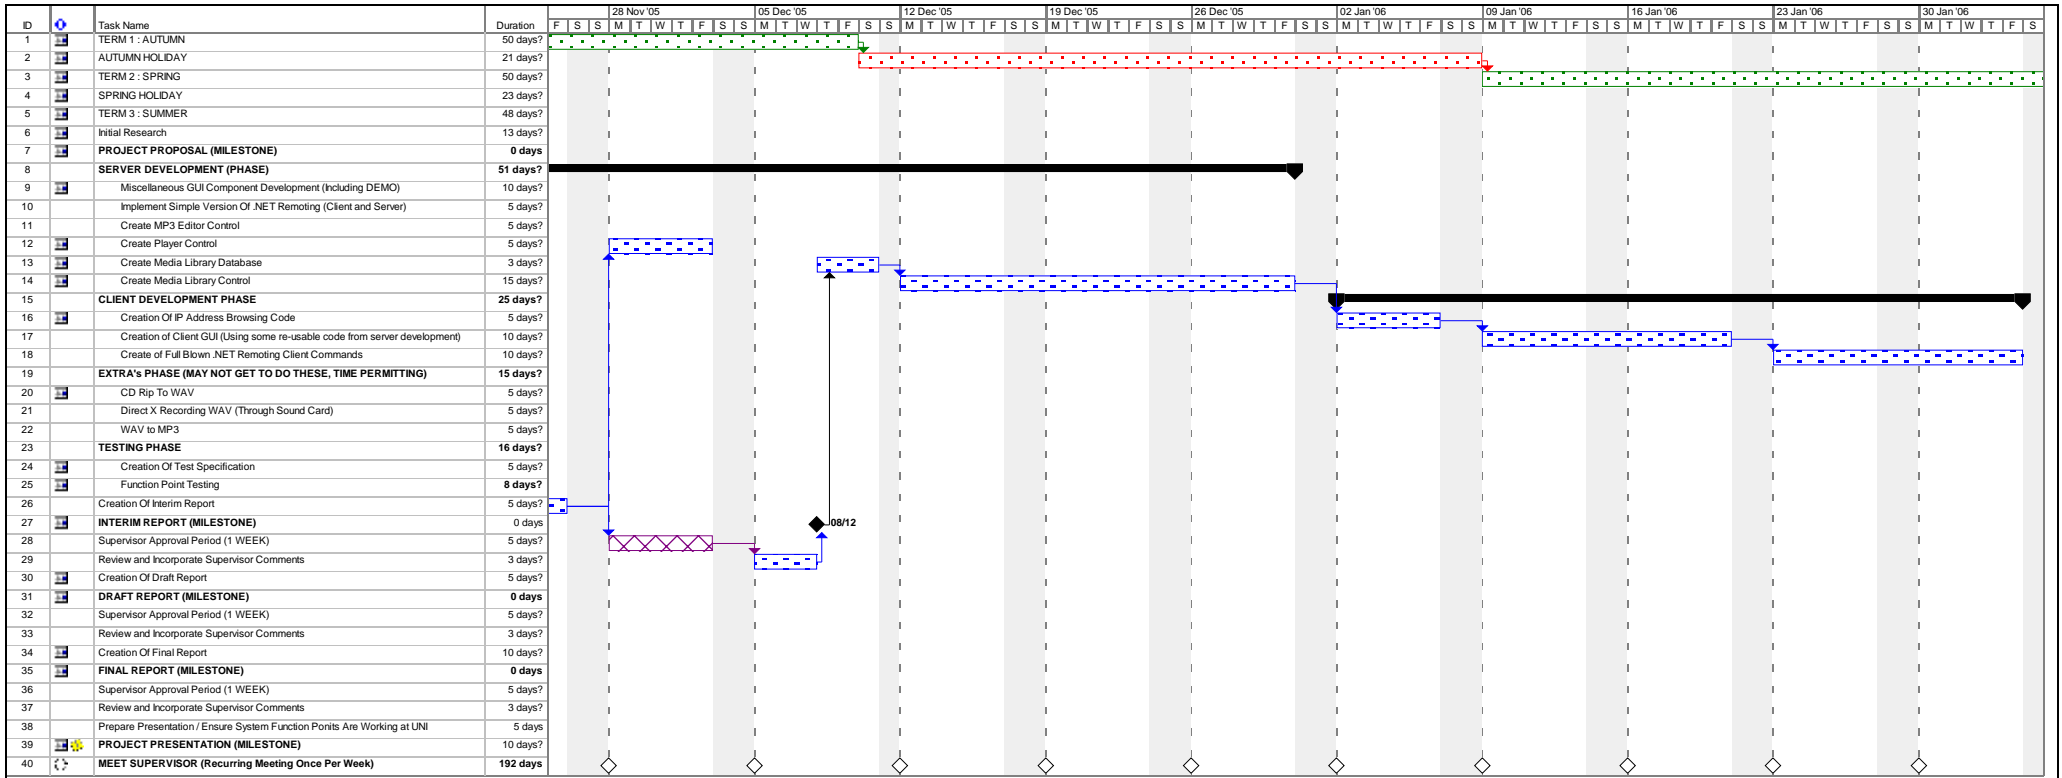 28 Nov '05 05 Dec '05 12 Dec '05 19 Dec '05 26 Dec '05 02 Jan '06 09 Jan '06 16 Jan '06 23 Jan '06 30 Jan '06
ID Task Name Duration F S S M T W T F S S M T W T F S S M T W T F S S M T W T F S S M T W T F S S M T W T F S S M T W T F S S M T W T F S S M T W T F S S M T W T F S
1 TERM 1 : AUTUMN 50 days?
2 AUTUMN HOLIDAY 21 days?
3 TERM 2 : SPRING 50 days?
4 SPRING HOLIDAY 23 days?
5 TERM 3 : SUMMER 48 days?
6 Initial Research 13 days?
7 PROJECT PROPOSAL (MILESTONE) 0 days
8 SERVER DEVELOPMENT (PHASE) 51 days?
9 Miscellaneous GUI Component Development (Including DEMO) 10 days?
10 Implement Simple Version Of .NET Remoting (Client and Server) 5 days?
11 Create MP3 Editor Control 5 days?
12 Create Player Control 5 days?
13 Create Media Library Database 3 days?
14 Create Media Library Control 15 days?
15 CLIENT DEVELOPMENT PHASE 25 days?
16 Creation Of IP Address Browsing Code 5 days?
17 Creation of Client GUI (Using some re-usable code from server development) 10 days?
18 Create of Full Blown .NET Remoting Client Commands 10 days?
19 EXTRA's PHASE (MAY NOT GET TO DO THESE, TIME PERMITTING) 15 days?
20 CD Rip To WAV 5 days?
21 Direct X Recording WAV (Through Sound Card) 5 days?
22 WAV to MP3 5 days?
23 TESTING PHASE 16 days?
24 Creation Of Test Specification 5 days?
25 Function Point Testing 8 days?
26 Creation Of Interim Report 5 days?
27 INTERIM REPORT (MILESTONE) 0 days 08/12
28 Supervisor Approval Period (1 WEEK) 5 days?
29 Review and Incorporate Supervisor Comments 3 days?
30 Creation Of Draft Report 5 days?
31 DRAFT REPORT (MILESTONE) 0 days
32 Supervisor Approval Period (1 WEEK) 5 days?
33 Review and Incorporate Supervisor Comments 3 days?
34 Creation Of Final Report 10 days?
35 FINAL REPORT (MILESTONE) 0 days
36 Supervisor Approval Period (1 WEEK) 5 days?
37 Review and Incorporate Supervisor Comments 3 days?
38 Prepare Presentation / Ensure System Function Ponits Are Working at UNI 5 days
39 PROJECT PRESENTATION (MILESTONE) 10 days?
40 MEET SUPERVISOR (Recurring Meeting Once Per Week) 192 days